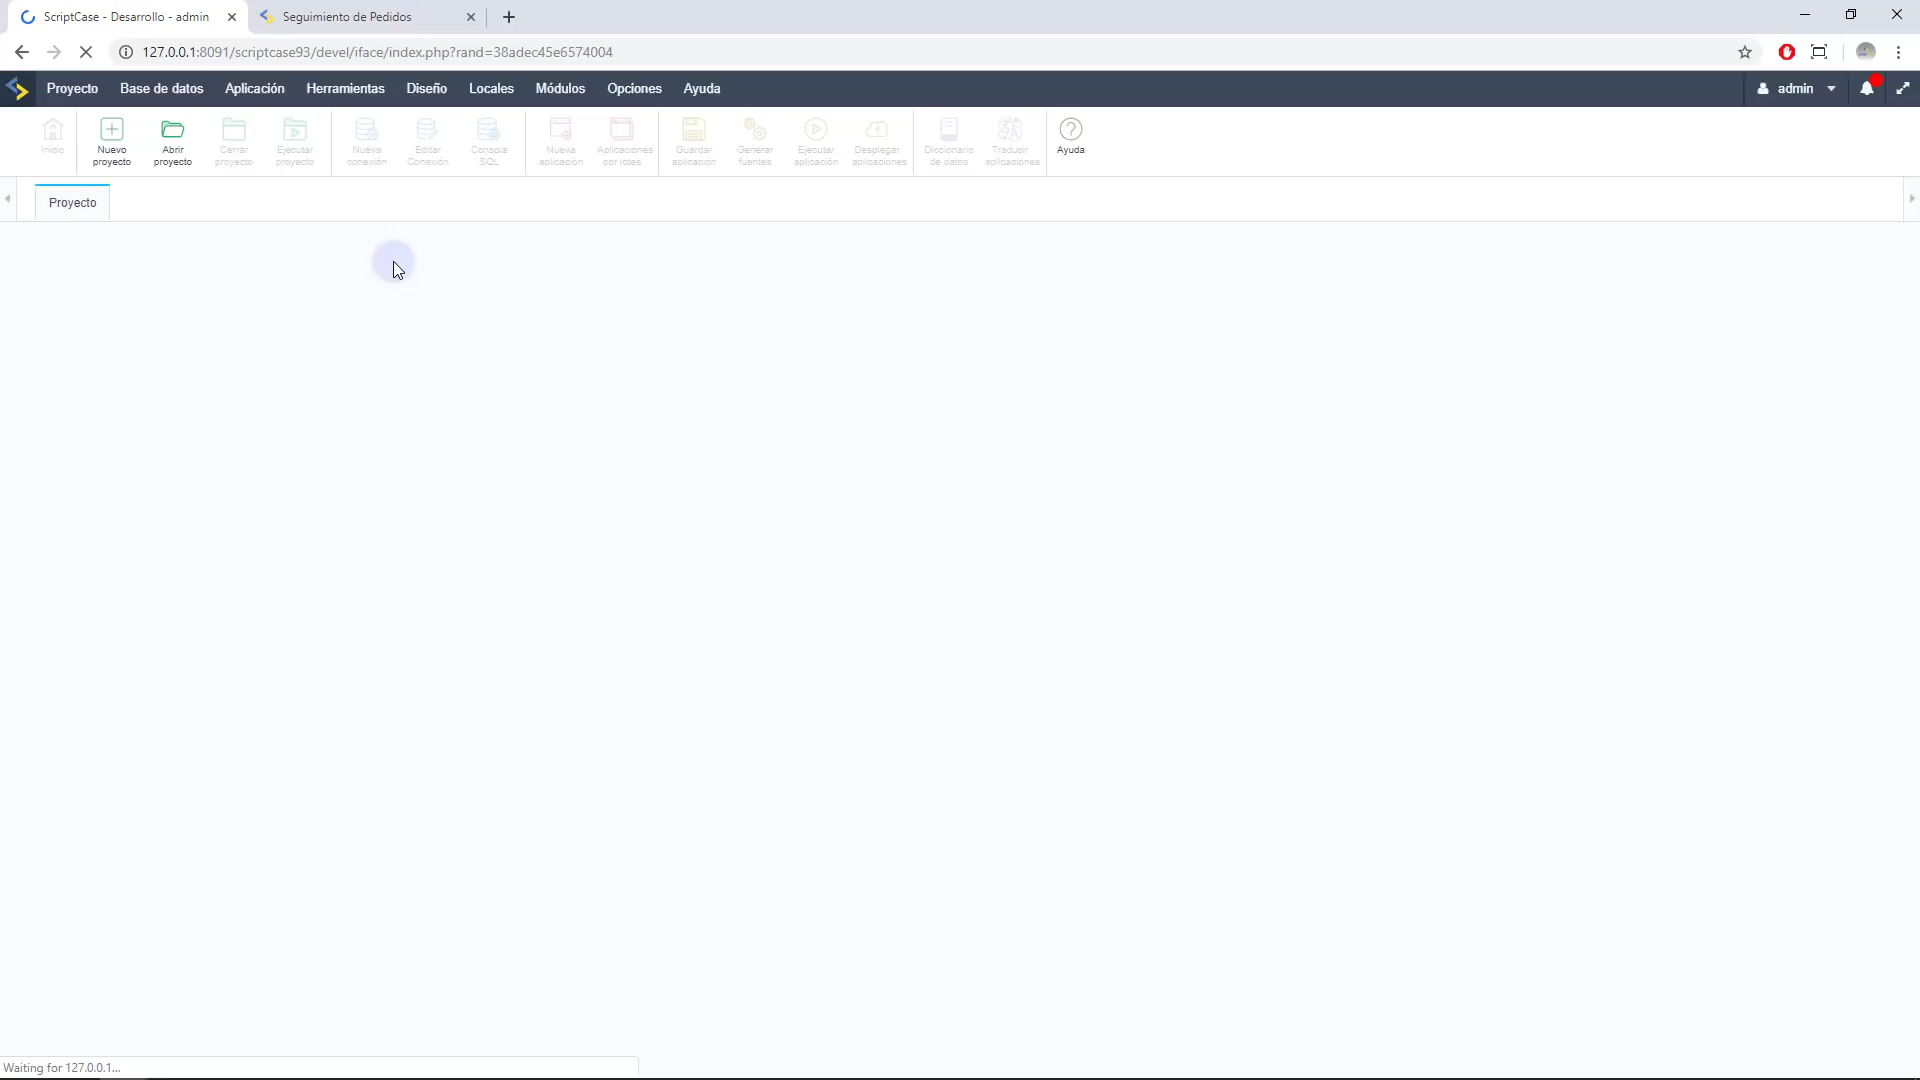 ScriptCase - Desarrollo - admin
Seguimiento de Pedidos
127.0.0.1:8091/scriptcase93/devel/iface/index.php?rand=38adec45e6574004
Proyecto Base de datos Aplicación Herramientas Diseño Locales Módulos Opciones Ayuda admin
Inicio
Nuevo proyecto
Abrir proyecto
Cerrar proyecto
Ejecutar proyecto
Nueva conexión
Editar Conexión
Consola SQL
Nueva aplicación
Aplicaciones por lotes
Guardar aplicación
Generar fuentes
Ejecutar aplicación
Desplegar aplicaciones
Diccionario de datos
Traducir aplicaciones
Ayuda
Proyecto
Waiting for 127.0.0.1...